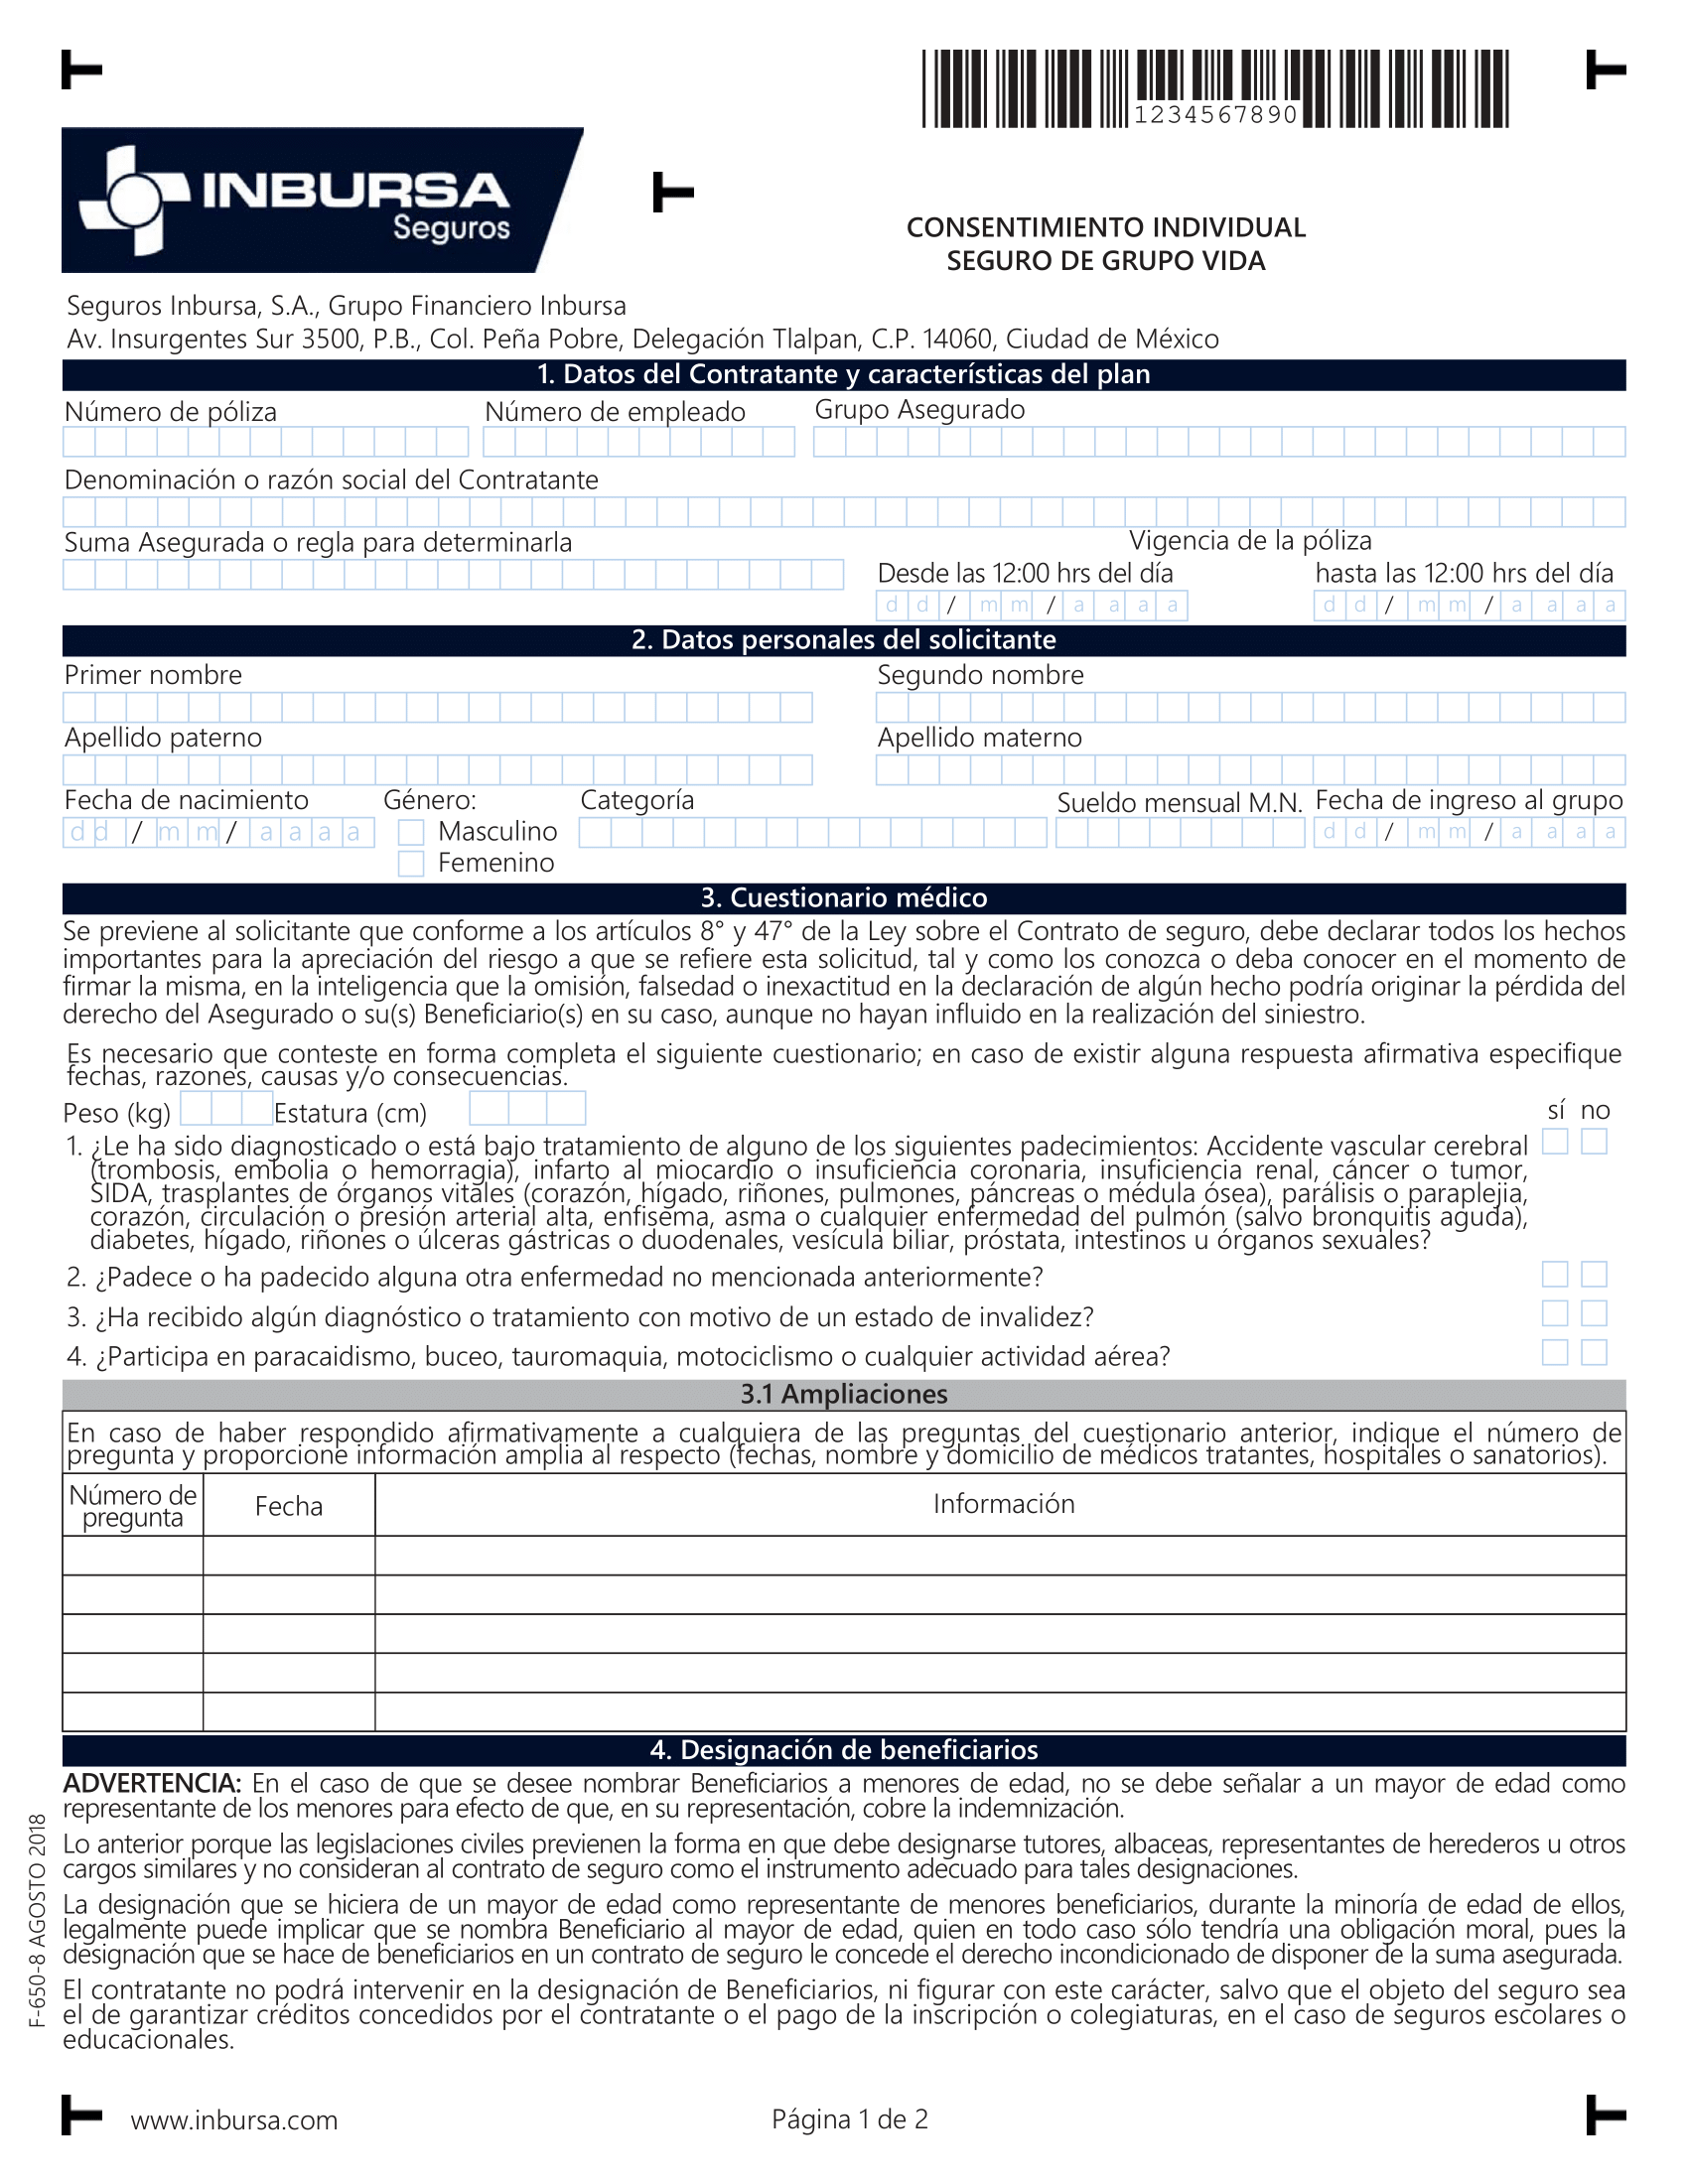 1234567890
INBURSA
Seguros
CONSENTIMIENTO INDIVIDUAL
SEGURO DE GRUPO VIDA
Seguros Inbursa, S.A., Grupo Financiero Inbursa
Av. Insurgentes Sur 3500, P.B., Col. Peña Pobre, Delegación Tlalpan, C.P. 14060, Ciudad de México
1. Datos del Contratante y características del plan
Número de póliza Número de empleado Grupo Asegurado
Denominación o razón social del Contratante
Suma Asegurada o regla para determinarla Vigencia de la póliza
Desde las 12:00 hrs del día hasta las 12:00 hrs del día
d d / m m / a a a a d d / m m / a a a a
2. Datos personales del solicitante
Primer nombre Segundo nombre
Apellido paterno Apellido materno
Fecha de nacimiento Género: Categoría Sueldo mensual M.N. Fecha de ingreso al grupo
d d / m m / a a a a Masculino d d / m m / a a a a
Femenino
3. Cuestionario médico
Se previene al solicitante que conforme a los artículos 8° y 47° de la Ley sobre el Contrato de seguro, debe declarar todos los hechos
importantes para la apreciación del riesgo a que se refiere esta solicitud, tal y como los conozca o deba conocer en el momento de
firmar la misma, en la inteligencia que la omisión, falsedad o inexactitud en la declaración de algún hecho podría originar la pérdida del
derecho del Asegurado o su(s) Beneficiario(s) en su caso, aunque no hayan influido en la realización del siniestro.
Es necesario que conteste en forma completa el siguiente cuestionario; en caso de existir alguna respuesta afirmativa especifique
fechas, razones, causas y/o consecuencias.
Peso (kg) Estatura (cm) sí no
1. ¿Le ha sido diagnosticado o está bajo tratamiento de alguno de los siguientes padecimientos: Accidente vascular cerebral
(trombosis, embolia o hemorragia), infarto al miocardio o insuficiencia coronaria, insuficiencia renal, cáncer o tumor,
SIDA, trasplantes de órganos vitales (corazón, hígado, riñones, pulmones, páncreas o médula ósea), parálisis o paraplejia,
corazón, circulación o presión arterial alta, enfisema, asma o cualquier enfermedad del pulmón (salvo bronquitis aguda),
diabetes, hígado, riñones o úlceras gástricas o duodenales, vesícula biliar, próstata, intestinos u órganos sexuales?
2. ¿Padece o ha padecido alguna otra enfermedad no mencionada anteriormente?
3. ¿Ha recibido algún diagnóstico o tratamiento con motivo de un estado de invalidez?
4. ¿Participa en paracaidismo, buceo, tauromaquia, motociclismo o cualquier actividad aérea?
3.1 Ampliaciones
En caso de haber respondido afirmativamente a cualquiera de las preguntas del cuestionario anterior, indique el número de
pregunta y proporcione información amplia al respecto (fechas, nombre y domicilio de médicos tratantes, hospitales o sanatorios).
Número de
pregunta Fecha Información
4. Designación de beneficiarios
ADVERTENCIA: En el caso de que se desee nombrar Beneficiarios a menores de edad, no se debe señalar a un mayor de edad como
representante de los menores para efecto de que, en su representación, cobre la indemnización.
Lo anterior porque las legislaciones civiles previenen la forma en que debe designarse tutores, albaceas, representantes de herederos u otros
cargos similares y no consideran al contrato de seguro como el instrumento adecuado para tales designaciones.
La designación que se hiciera de un mayor de edad como representante de menores beneficiarios, durante la minoría de edad de ellos,
legalmente puede implicar que se nombra Beneficiario al mayor de edad, quien en todo caso sólo tendría una obligación moral, pues la
designación que se hace de beneficiarios en un contrato de seguro le concede el derecho incondicionado de disponer de la suma asegurada.
El contratante no podrá intervenir en la designación de Beneficiarios, ni figurar con este carácter, salvo que el objeto del seguro sea
el de garantizar créditos concedidos por el contratante o el pago de la inscripción o colegiaturas, en el caso de seguros escolares o
educacionales.
F-650-8 AGOSTO 2018
www.inbursa.com Página 1 de 2